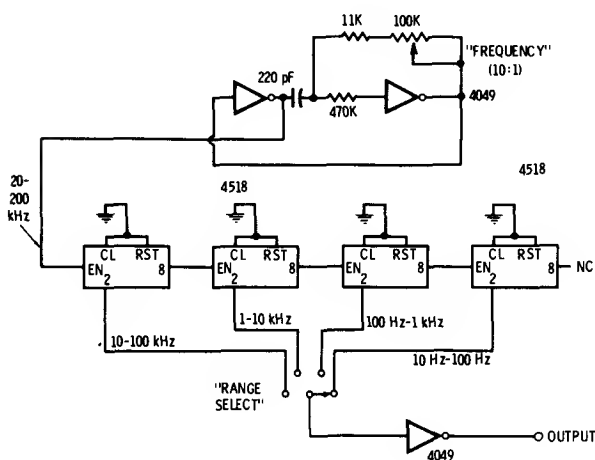 11K
100K
"FREQUENCY"
(10:1)
220 pF
470K
4049
20-
200
kHz
4518
4518
CL RST
EN 2 8
CL RST
EN 2 8
CL RST
EN 2 8
CL RST
EN 2 8
NC
10-100 kHz
1-10 kHz
100 Hz-1 kHz
10 Hz-100 Hz
"RANGE
SELECT"
4049
OUTPUT